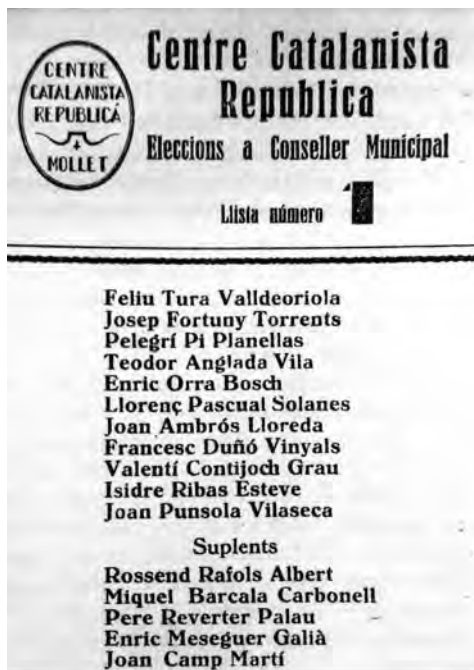 CENTRE
CATALANISTA
REPUBLICÁ
MOLLET
Centre Catalanista
Republica
Eleccions a Conseller Municipal
Llista número 1
Feliu Tura Valldeoriola
Josep Fortuny Torrents
Pelegrí Pi Planellas
Teodor Anglada Vila
Enric Orra Bosch
Llorenç Pascual Solanes
Joan Ambrós Lloreda
Francesc Duñó Vinyals
Valentí Contijoch Grau
Isidre Ribas Esteve
Joan Punsola Vilaseca
Suplents
Rossend Rafols Albert
Miquel Barcala Carbonell
Pere Reverter Palau
Enric Meseguer Galià
Joan Camp Martí